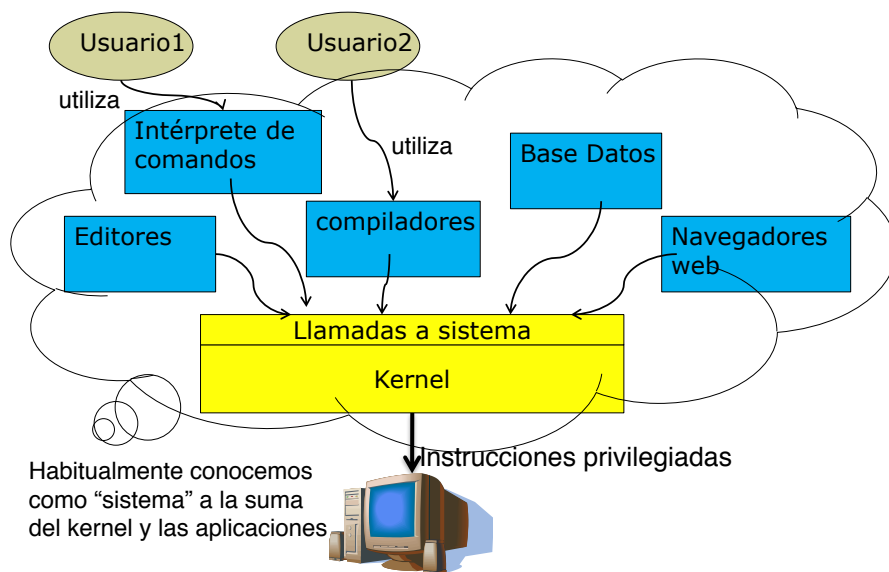 Usuario1
Usuario2
utiliza
Intérprete de
comandos
utiliza
Base Datos
Editores
compiladores
Navegadores
web
Llamadas a sistema
Kernel
Instrucciones privilegiadas
Habitualmente conocemos
como “sistema” a la suma
del kernel y las aplicaciones